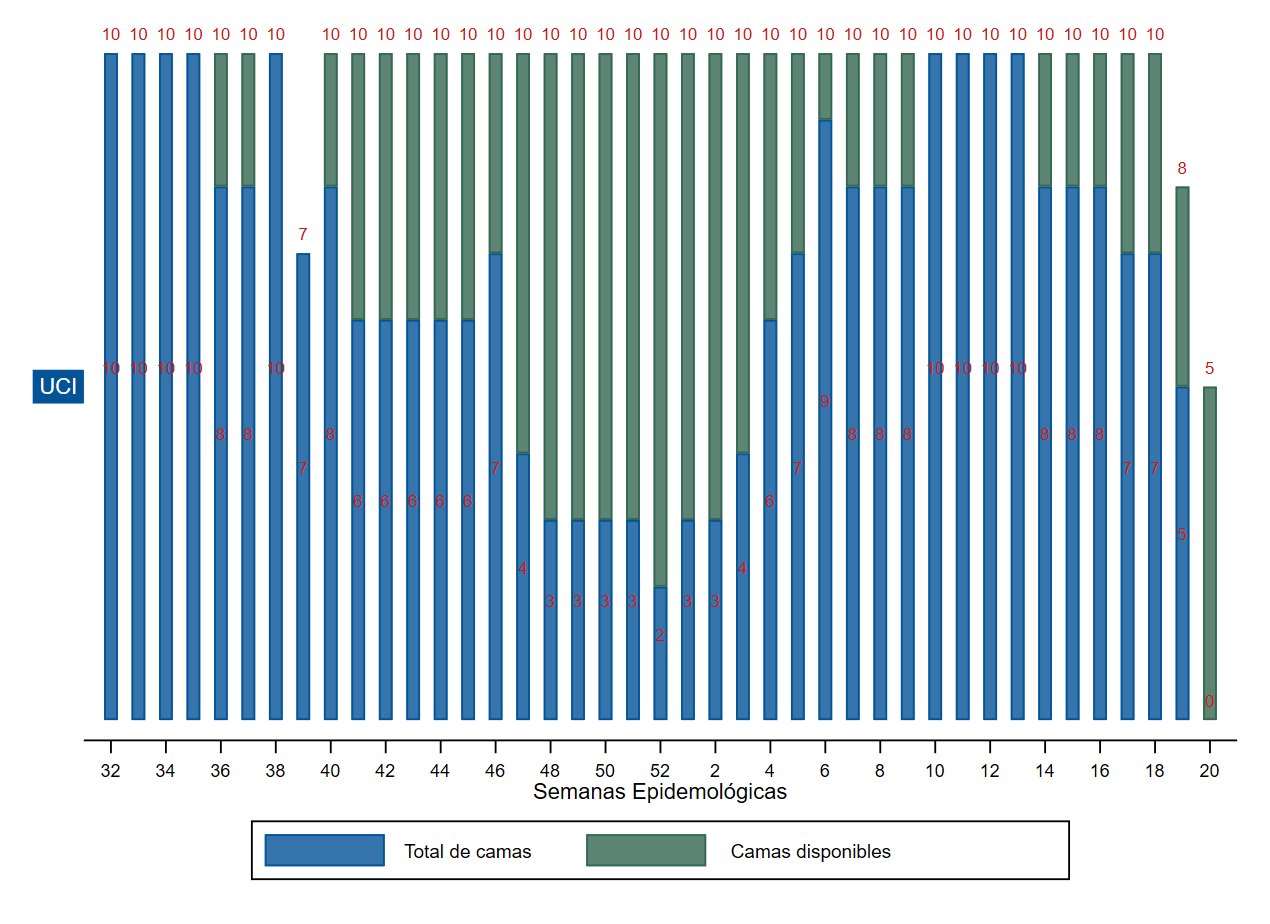 10 10 10 10 10 10 10 10 10 10 10 10 10 10 10 10 10 10 10 10 10 10 10 10 10 10 10 10 10 10 10 10 10 10 10 10 10 10
8
7
10 10 10 10 10 10 10 10 10 5
UCI
9
8 8 8 8 8 8 8 8 8
7 7 7 7 7
6 6 6 6 6 6
5
4 4
3 3 3 3 3 3
2
0
32 34 36 38 40 42 44 46 48 50 52 2 4 6 8 10 12 14 16 18 20
Semanas Epidemológicas
Total de camas Camas disponibles